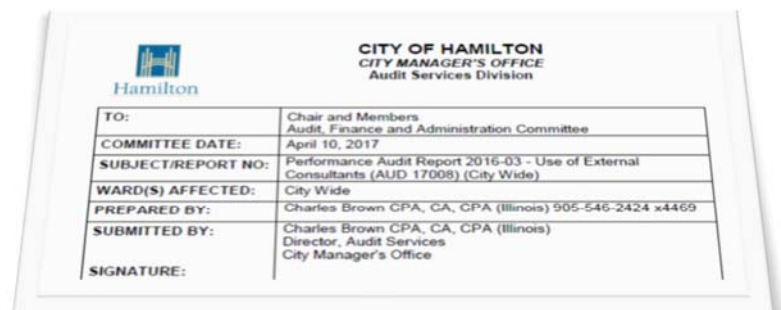 CITY OF HAMILTON
CITY MANAGER'S OFFICE
Audit Services Division
Hamilton
TO:
Chair and Members
Audit, Finance and Administration Committee
COMMITTEE DATE:
April 10, 2017
SUBJECT/REPORT NO:
Performance Audit Report 2016-03 - Use of External
Consultants (AUD 17008) (City Wide)
WARD(S) AFFECTED:
City Wide
PREPARED BY:
Charles Brown CPA, CA, CPA (Illinois) 905-546-2424 x4469
SUBMITTED BY:
Charles Brown CPA, CA, CPA (Illinois)
Director, Audit Services
City Manager's Office
SIGNATURE: